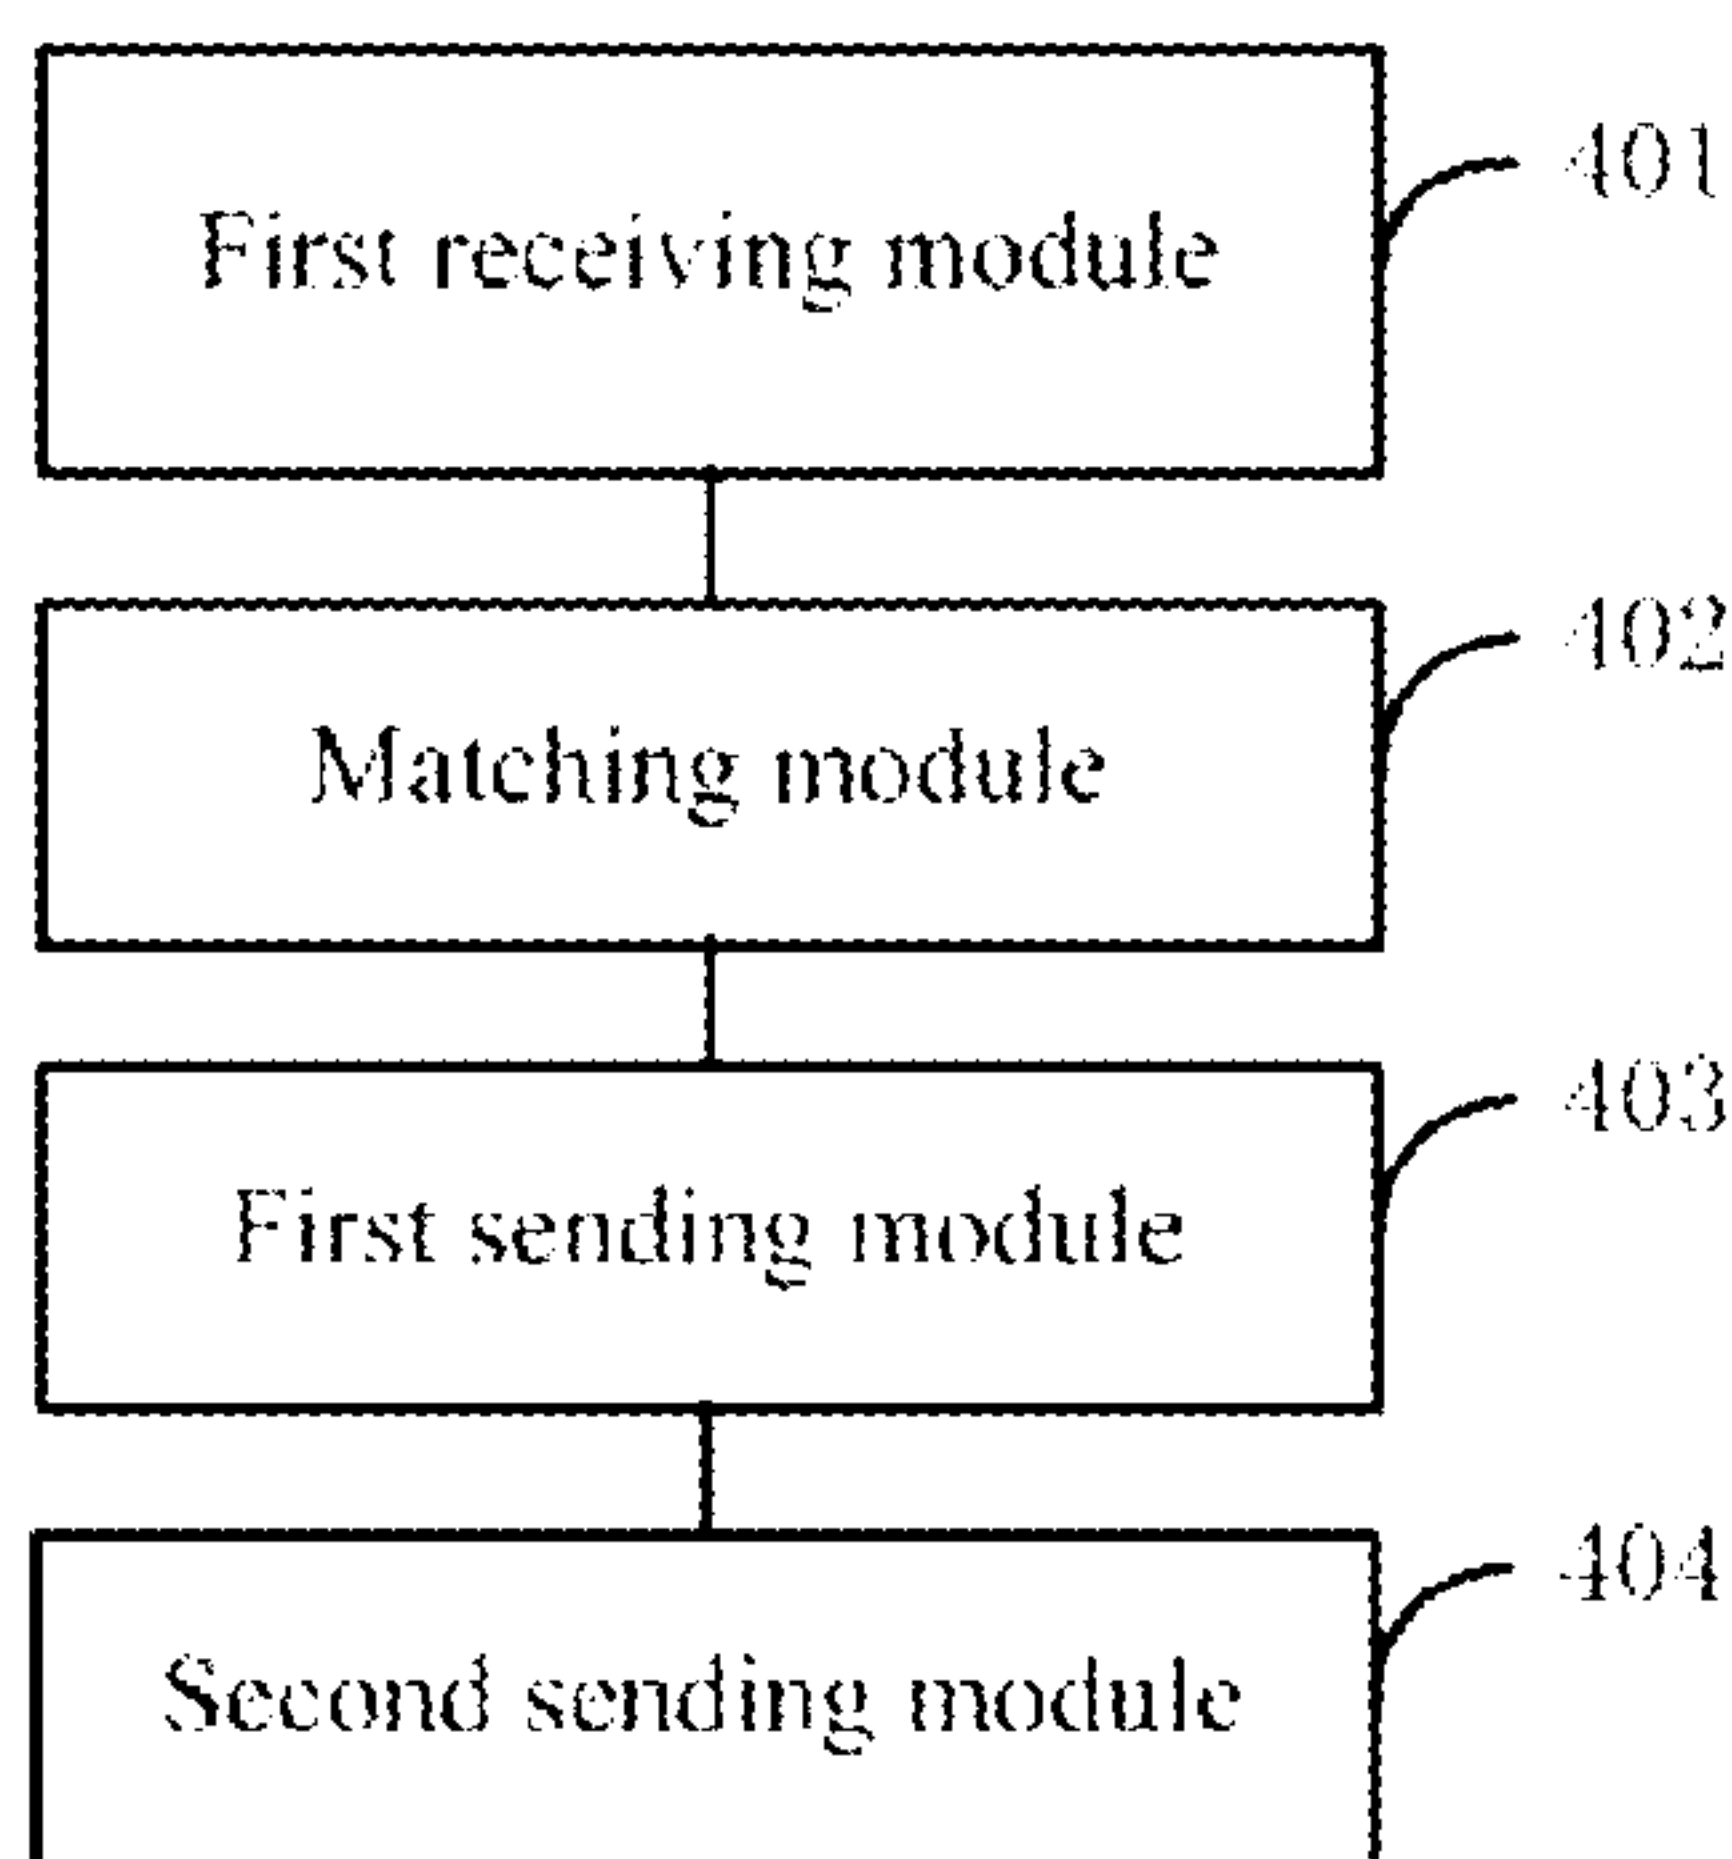 401
First receiving module
402
Matching module
403
First sending module
404
Second sending module